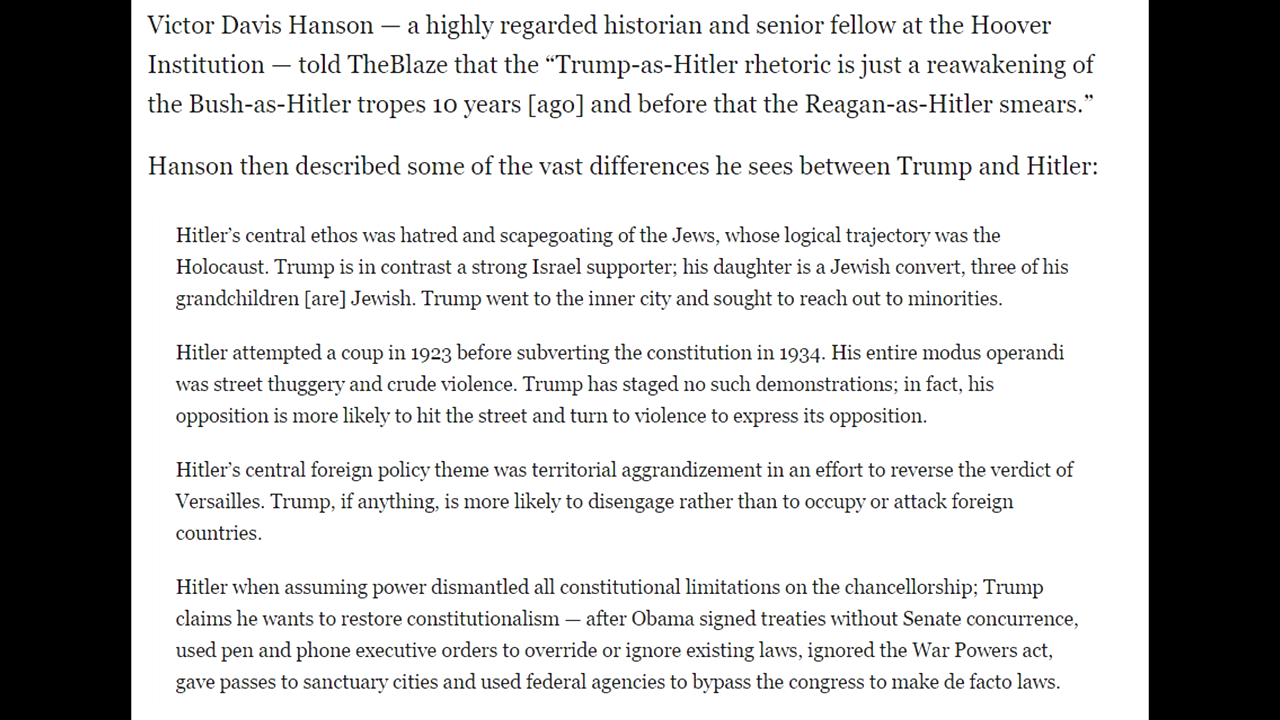 Victor Davis Hanson — a highly regarded historian and senior fellow at the Hoover
Institution — told TheBlaze that the “Trump-as-Hitler rhetoric is just a reawakening of
the Bush-as-Hitler tropes 10 years [ago] and before that the Reagan-as-Hitler smears.”
Hanson then described some of the vast differences he sees between Trump and Hitler:
Hitler’s central ethos was hatred and scapegoating of the Jews, whose logical trajectory was the
Holocaust. Trump is in contrast a strong Israel supporter; his daughter is a Jewish convert, three of his
grandchildren [are] Jewish. Trump went to the inner city and sought to reach out to minorities.
Hitler attempted a coup in 1923 before subverting the constitution in 1934. His entire modus operandi
was street thuggery and crude violence. Trump has staged no such demonstrations; in fact, his
opposition is more likely to hit the street and turn to violence to express its opposition.
Hitler’s central foreign policy theme was territorial aggrandizement in an effort to reverse the verdict of
Versailles. Trump, if anything, is more likely to disengage rather than to occupy or attack foreign
countries.
Hitler when assuming power dismantled all constitutional limitations on the chancellorship; Trump
claims he wants to restore constitutionalism — after Obama signed treaties without Senate concurrence,
used pen and phone executive orders to override or ignore existing laws, ignored the War Powers act,
gave passes to sanctuary cities and used federal agencies to bypass the congress to make de facto laws.